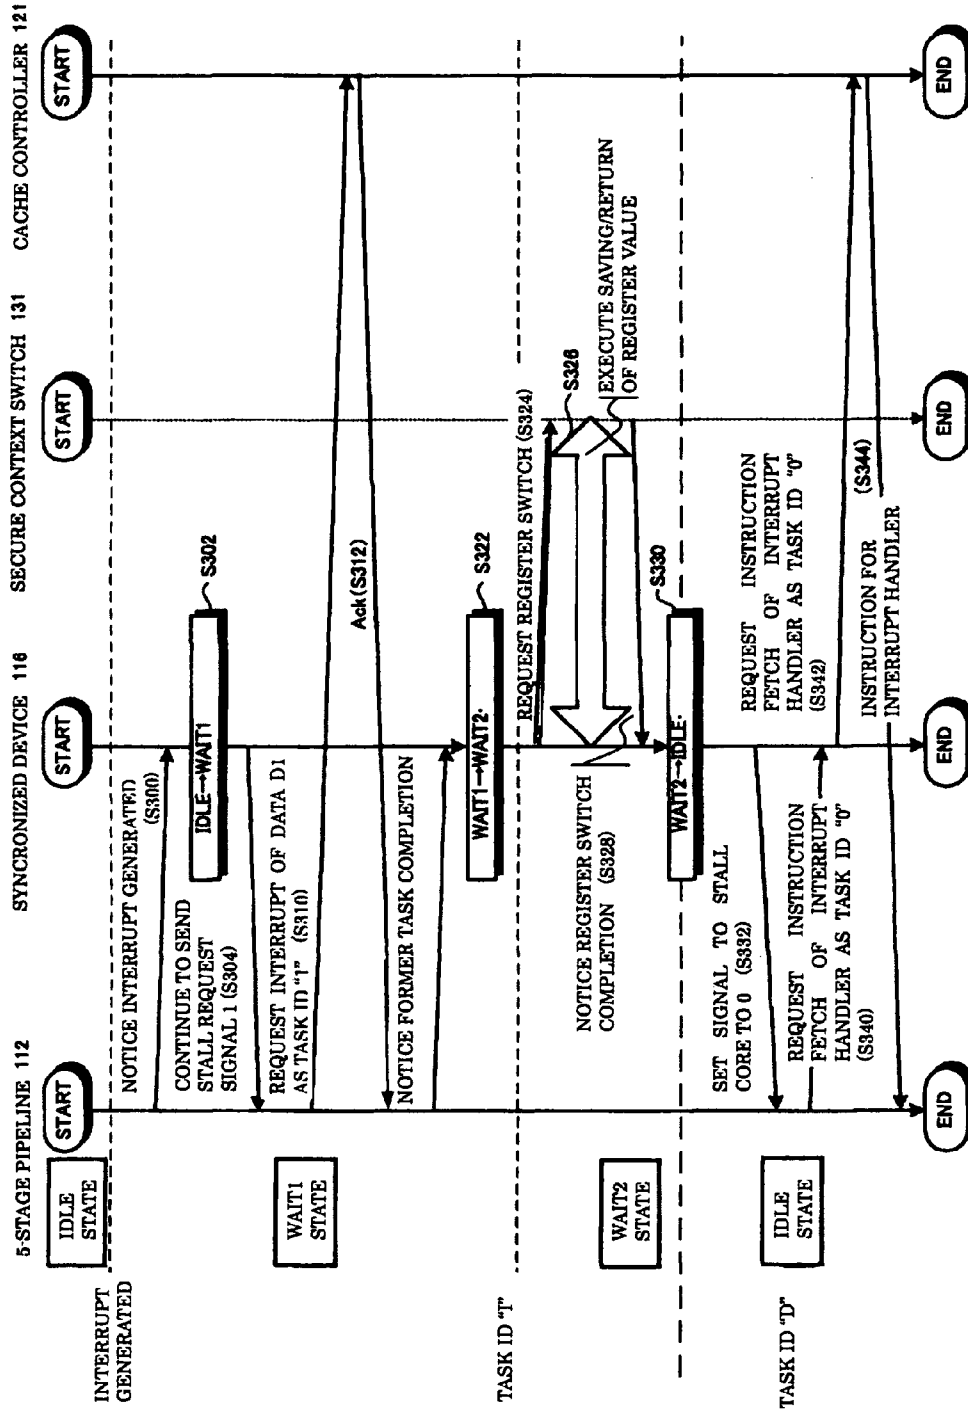 5-STAGE PIPELINE 112
SYNCRONIZED DEVICE 116
SECURE CONTEXT SWITCH 131
CACHE CONTROLLER 121
START
START
START
START
IDLE
STATE
INTERRUPT
GENERATED
NOTICE INTERRUPT GENERATED
(S300)
IDLE→WAIT1
S302
CONTINUE TO SEND
STALL REQUEST
SIGNAL 1 (S304)
WAIT1
STATE
REQUEST INTERRUPT OF DATA D1
AS TASK ID "1" (S310)
Ack(S312)
NOTICE FORMER TASK COMPLETION
WAIT1→WAIT2·
S322
TASK ID "1"
REQUEST REGISTER SWITCH (S324)
S326
EXECUTE SAVING/RETURN
OF REGISTER VALUE
WAIT2
STATE
NOTICE REGISTER SWITCH
COMPLETION (S328)
WAIT2→IDLE·
S330
IDLE
STATE
TASK ID "D"
SET SIGNAL TO STALL
CORE TO 0 (S332)
REQUEST INSTRUCTION
FETCH OF INTERRUPT
HANDLER AS TASK ID "0"
(S340)
REQUEST INSTRUCTION
FETCH OF INTERRUPT
HANDLER AS TASK ID "0"
(S342)
(S344)
INSTRUCTION FOR
INTERRUPT HANDLER
END
END
END
END